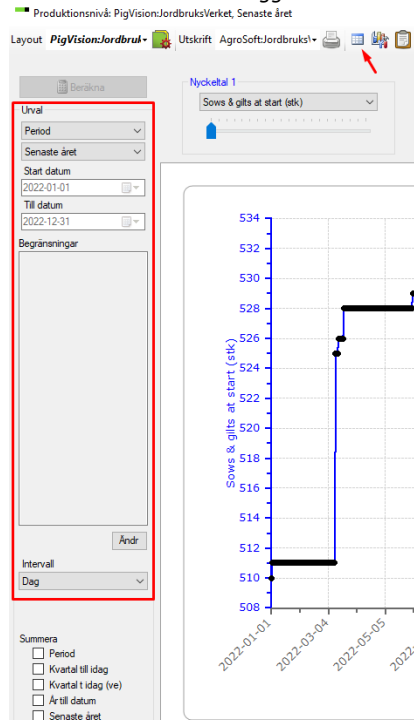 Produktionsnivå: PigVision:JordbruksVerket, Senaste året
Layout PigVision:Jordbruk Utskrift AgroSoft:Jordbruks\
Beräkna
Nyckeltal 1
Sows & gilts at start (stk)
Urval
Period
Senaste året
Start datum
2022-01-01
Till datum
2022-12-31
Begränsningar
Ändr
Intervall
Dag
Summera
Period
Kvartal till idag
Kvartal t idag (ve)
År till datum
Senaste året
Sows & gilts at start (stk)
534
532
530
528
526
524
522
520
518
516
514
512
510
508
2022-01-01
2022-03-04
2022-05-05
2022-